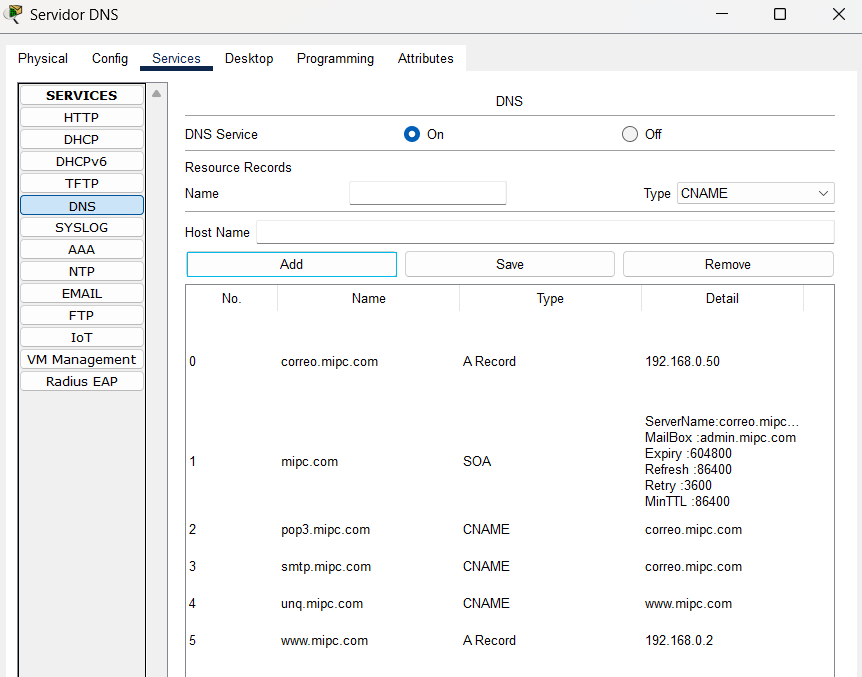 Servidor DNS
Physical Config Services Desktop Programming Attributes
SERVICES
HTTP
DHCP
DHCPv6
TFTP
DNS
SYSLOG
AAA
NTP
EMAIL
FTP
IoT
VM Management
Radius EAP
DNS
DNS Service On Off
Resource Records
Name Type CNAME
Host Name
Add Save Remove
No. Name Type Detail
0 correo.mipc.com A Record 192.168.0.50
ServerName:correo.mipc...
MailBox :admin.mipc.com
Expiry :604800
1 mipc.com SOA
Refresh :86400
Retry :3600
MinTTL :86400
2 pop3.mipc.com CNAME correo.mipc.com
3 smtp.mipc.com CNAME correo.mipc.com
4 unq.mipc.com CNAME www.mipc.com
5 www.mipc.com A Record 192.168.0.2